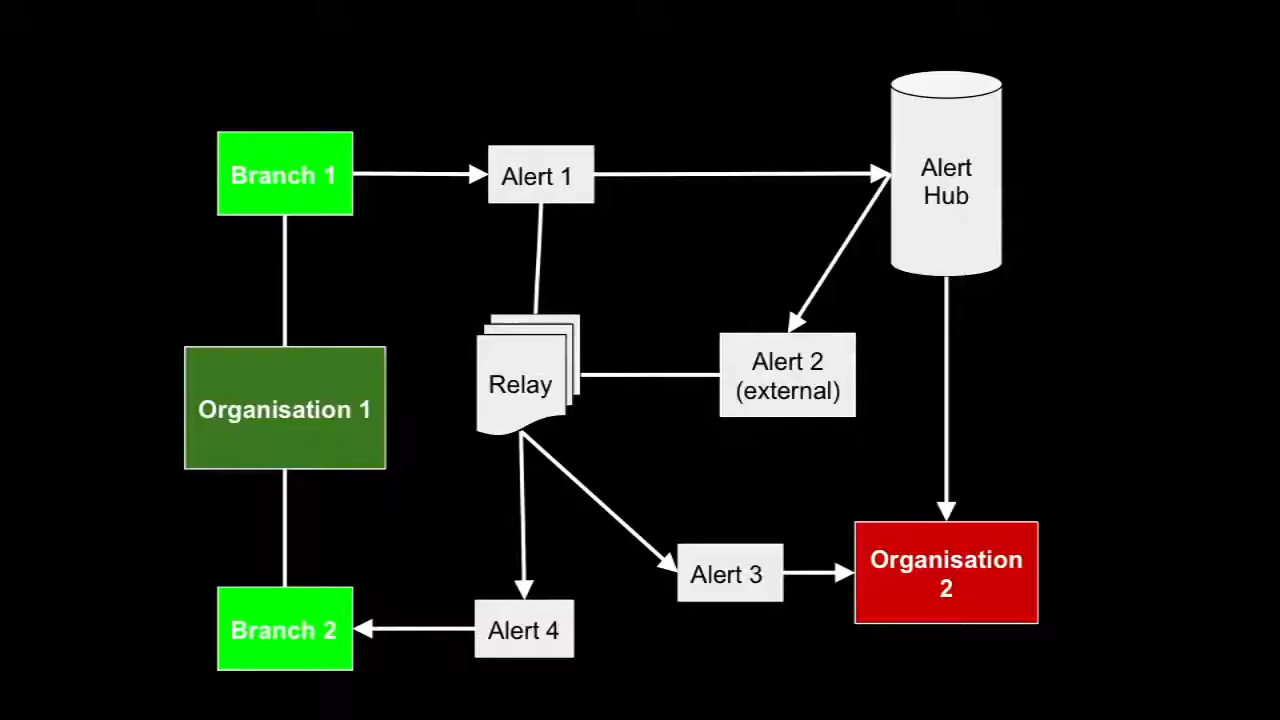 Branch 1
Alert 1
Alert
Hub
Relay
Alert 2
(external)
Organisation 1
Alert 3
Organisation
2
Branch 2
Alert 4